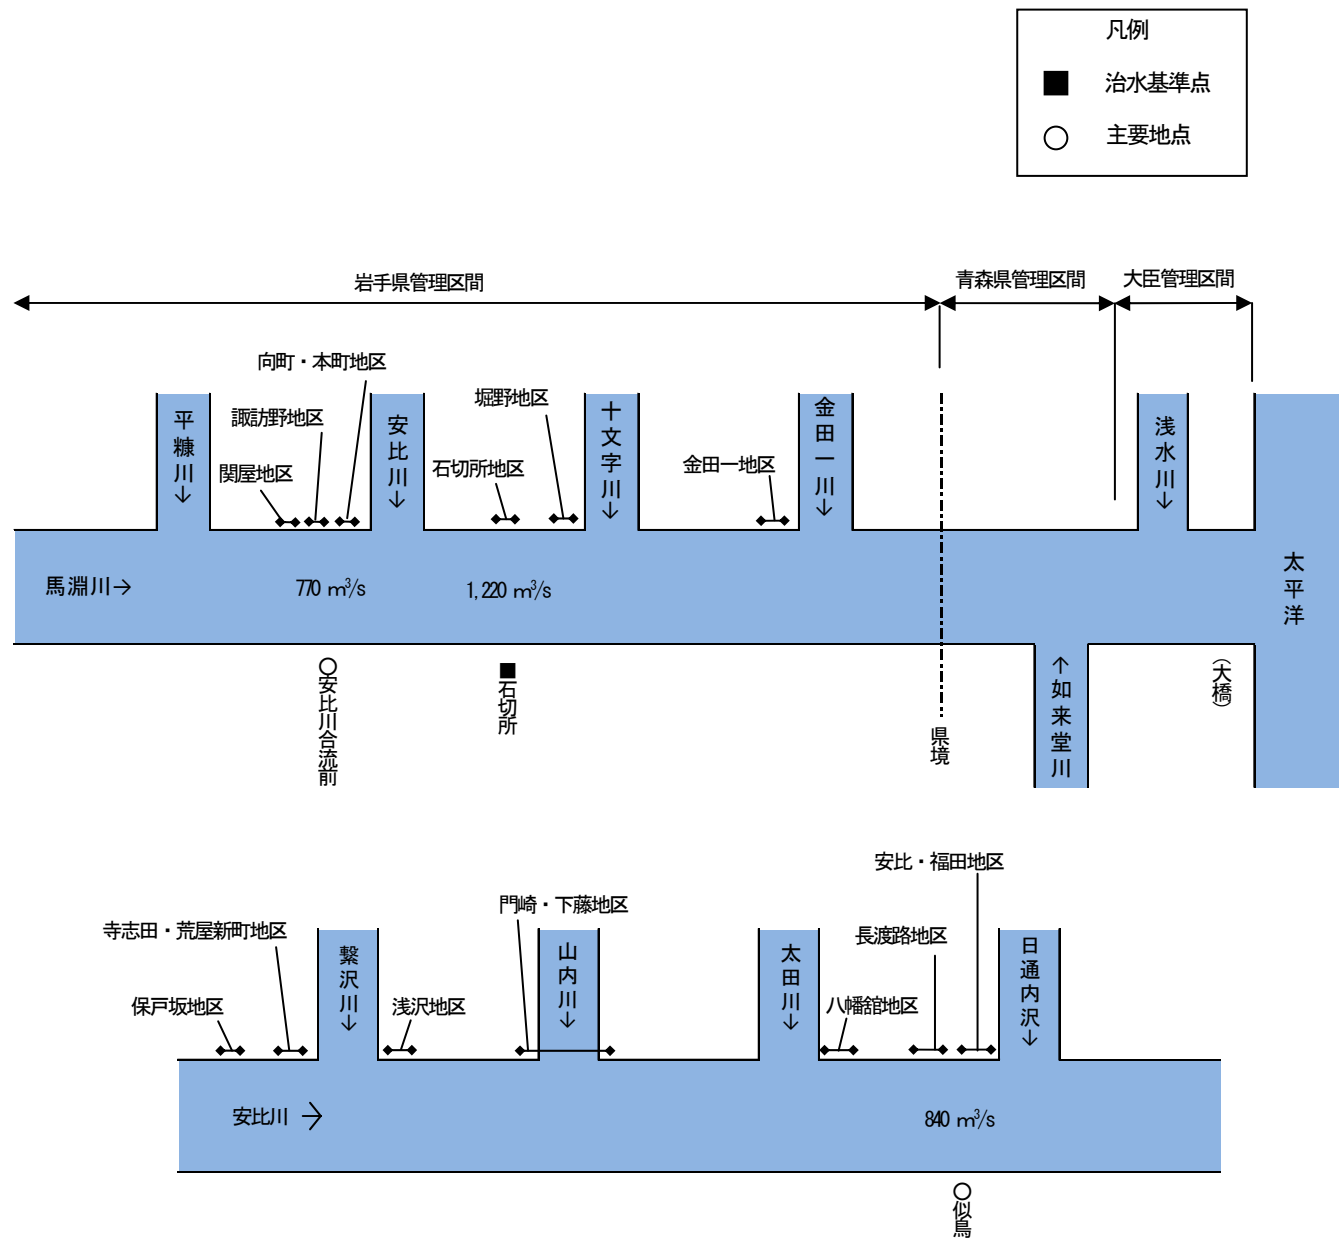 凡例
■ 治水基準点
○ 主要地点
岩手県管理区間
青森県管理区間
大臣管理区間
向町・本町地区
諏訪野地区
関屋地区
堀野地区
石切所地区
金田一地区
平糠川↓
安比川↓
十文字川↓
金田一川↓
浅水川↓
馬淵川→
770 m³/s
1,220 m³/s
太平洋
○安比川合流前
■石切所
県境
↑如来堂川
（大橋）
安比・福田地区
門崎・下藤地区
寺志田・荒屋新町地区
長渡路地区
保戸坂地区
浅沢地区
八幡舘地区
繋沢川↓
山内川↓
太田川↓
日通内沢↓
安比川 →
840 m³/s
○似鳥